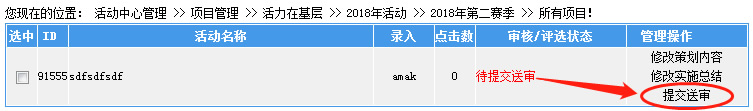 您现在的位置： 活动中心管理 >> 项目管理 >> 活力在基层 >> 2018年活动 >> 2018年第二赛季 >> 所有项目!
选中 ID 活动名称 录入 点击数 审核/评选状态 管理操作
修改策划内容
91555 sdfsdfsdf amak 0 待提交送审 修改实施总结
提交送审